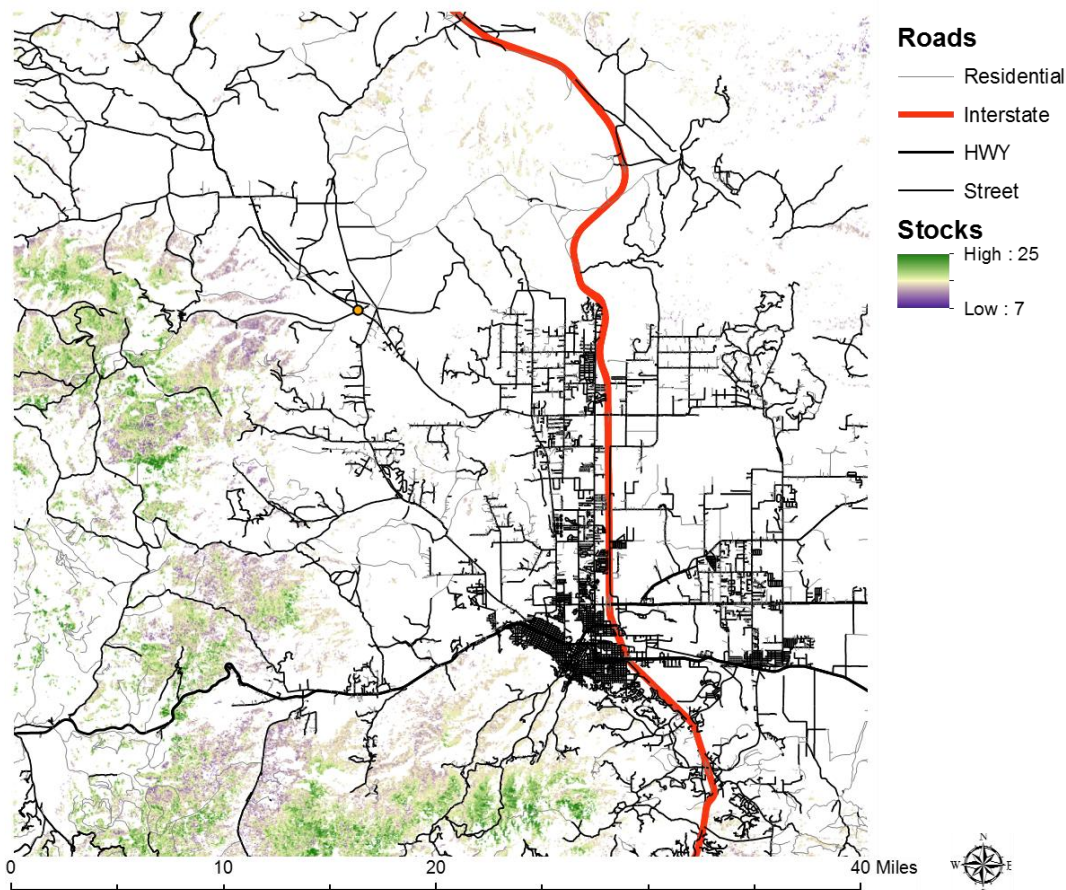 Roads
Residential
Interstate
HWY
Street
Stocks
High : 25
Low : 7
0 10 20 40 Miles
N
W E
S